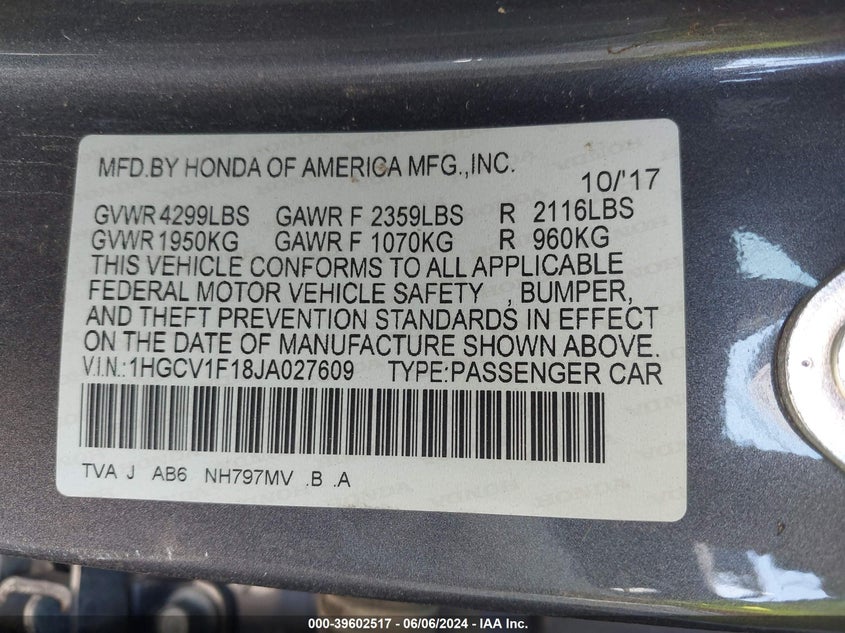 MFD.BY HONDA OF AMERICA MFG.,INC. 10/'17
GVWR 4299LBS GAWR F 2359LBS R 2116LBS
GVWR 1950KG GAWR F 1070KG R 960KG
THIS VEHICLE CONFORMS TO ALL APPLICABLE
FEDERAL MOTOR VEHICLE SAFETY , BUMPER,
AND THEFT PREVENTION STANDARDS IN EFFECT
ON THE DATE OF MANUFACTURE SHOWN ABOVE.
V.I.N.:1HGCV1F18JA027609 TYPE:PASSENGER CAR
TVA J AB6 NH797MV .B .A
000-39602517 - 06/06/2024 - IAA Inc.